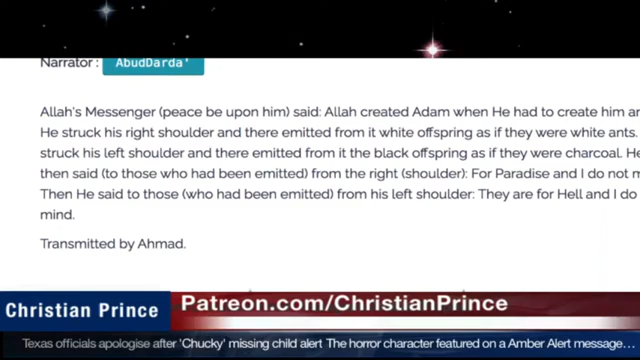 Narrator : AbudDarda'
Allah's Messenger (peace be upon him) said: Allah created Adam when He had to create him an
He struck his right shoulder and there emitted from it white offspring as if they were white ants.
struck his left shoulder and there emitted from it the black offspring as if they were charcoal. He
then said (to those who had been emitted) from the right (shoulder): For Paradise and I do not m
Then He said to those (who had been emitted) from his left shoulder: They are for Hell and I do
mind.
Transmitted by Ahmad.
Patreon.com/ChristianPrince
Christian Prince
Texas officials apologise after 'Chucky' missing child alert The horror character featured on a Amber Alert message...